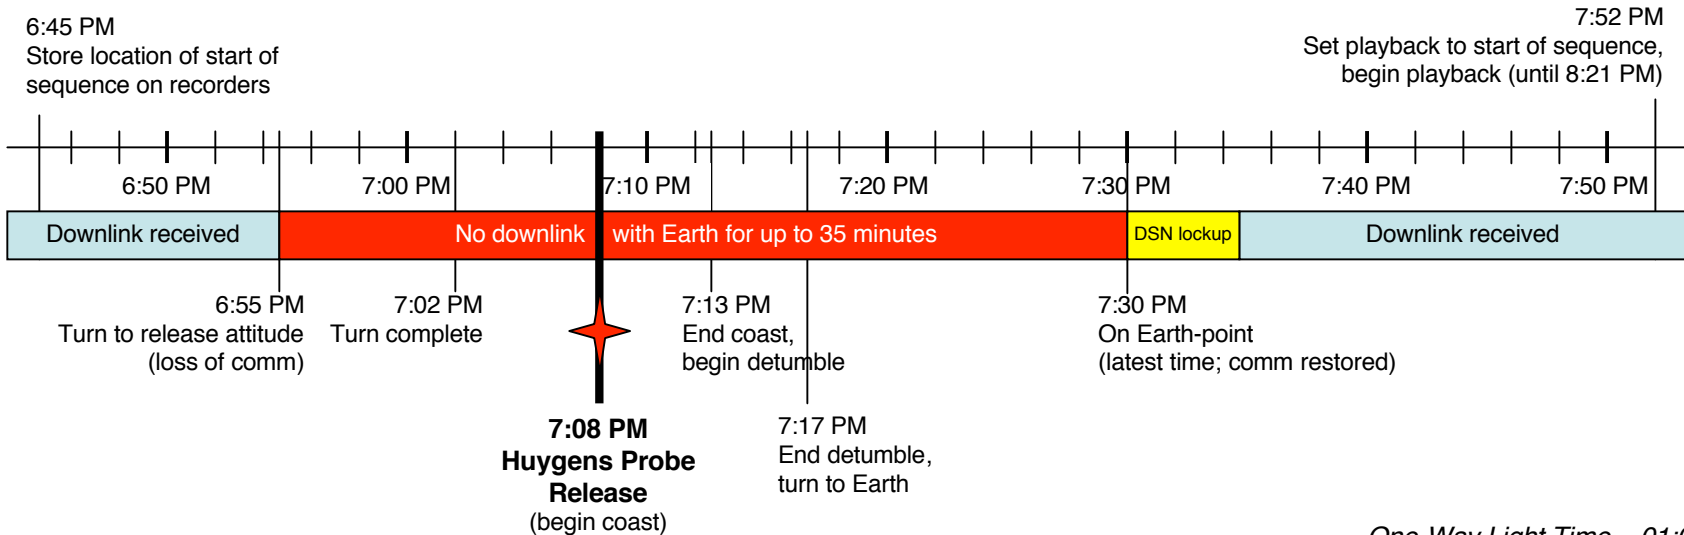 6:45 PM
Store location of start of
sequence on recorders
7:52 PM
Set playback to start of sequence,
begin playback (until 8:21 PM)
6:50 PM
7:00 PM
7:10 PM
7:20 PM
7:30 PM
7:40 PM
7:50 PM
Downlink received
No downlink with Earth for up to 35 minutes
DSN lockup
Downlink received
6:55 PM
Turn to release attitude
(loss of comm)
7:02 PM
Turn complete
7:13 PM
End coast,
begin detumble
7:30 PM
On Earth-point
(latest time; comm restored)
7:08 PM
Huygens Probe
Release
(begin coast)
7:17 PM
End detumble,
turn to Earth
One Way Light Time